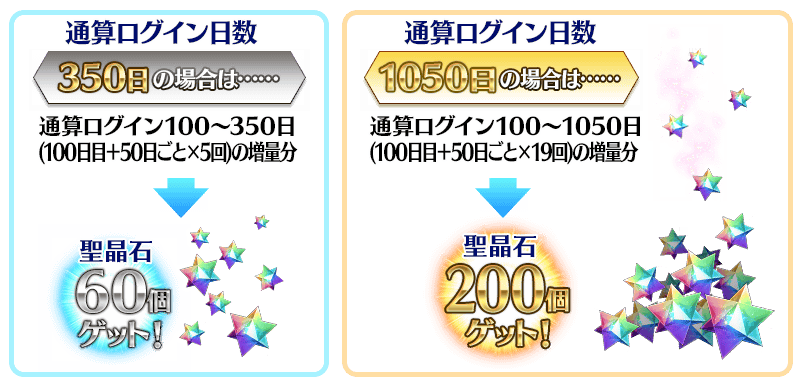 通算ログイン日数
350日の場合は……
通算ログイン100～350日
(100日目+50日ごと×5回)の増量分
聖晶石
60個
ゲット！
通算ログイン日数
1050日の場合は……
通算ログイン100～1050日
(100日目+50日ごと×19回)の増量分
聖晶石
200個
ゲット！